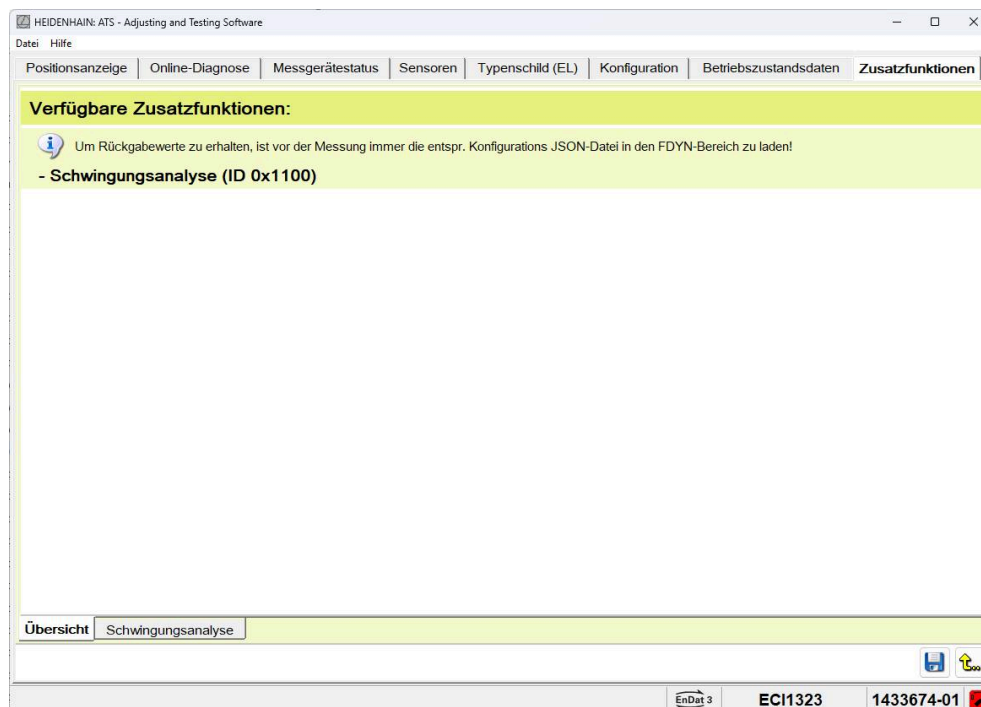 HEIDENHAIN: ATS - Adjusting and Testing Software
Datei Hilfe
Positionsanzeige Online-Diagnose Messgerätestatus Sensoren Typenschild (EL) Konfiguration Betriebszustandsdaten Zusatzfunktionen
Verfügbare Zusatzfunktionen:
Um Rückgabewerte zu erhalten, ist vor der Messung immer die entspr. Konfigurations JSON-Datei in den FDYN-Bereich zu laden!
- Schwingungsanalyse (ID 0x1100)
Übersicht Schwingungsanalyse
EnDat 3 ECI1323 1433674-01